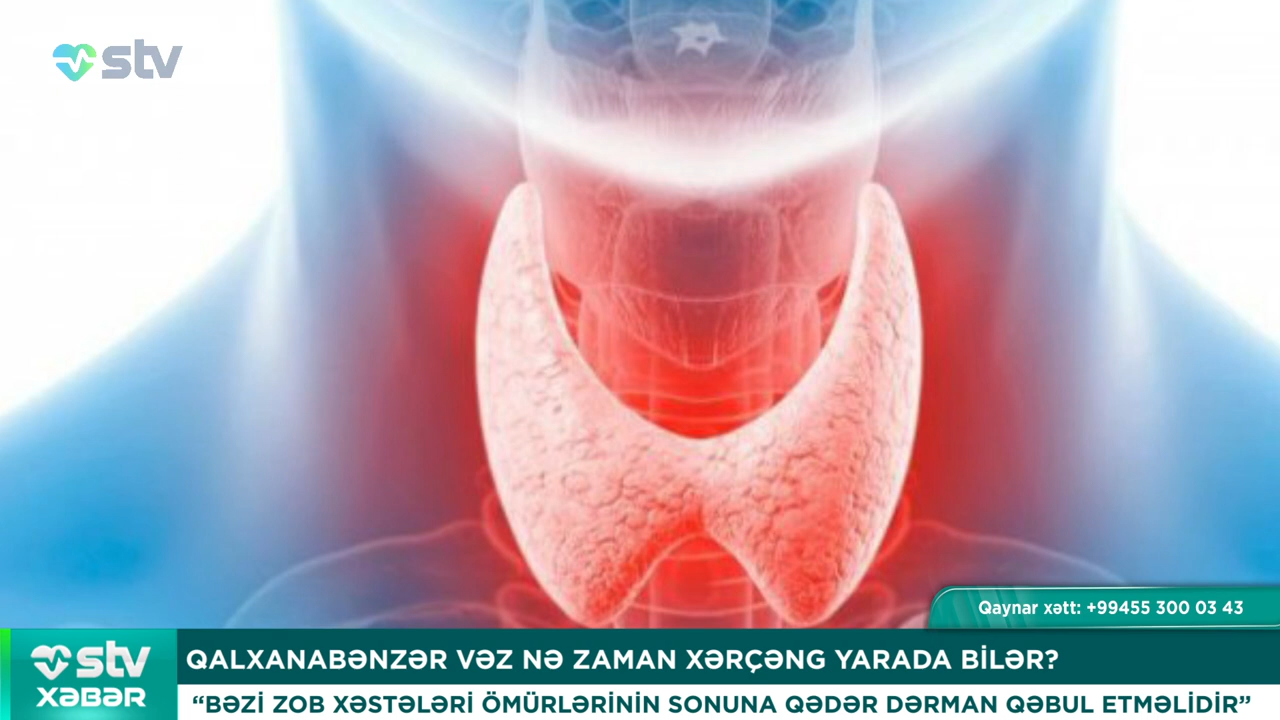 stv
Qaynar xətt: +99455 300 03 43
stv
XƏBƏR
QALXANABƏNZƏR VƏZ NƏ ZAMAN XƏRÇƏNG YARADA BİLƏR?
“BƏZİ ZOB XƏSTƏLƏRİ ÖMÜRLƏRİNİN SONUNA QƏDƏR DƏRMAN QƏBUL ETMƏLİDİR”